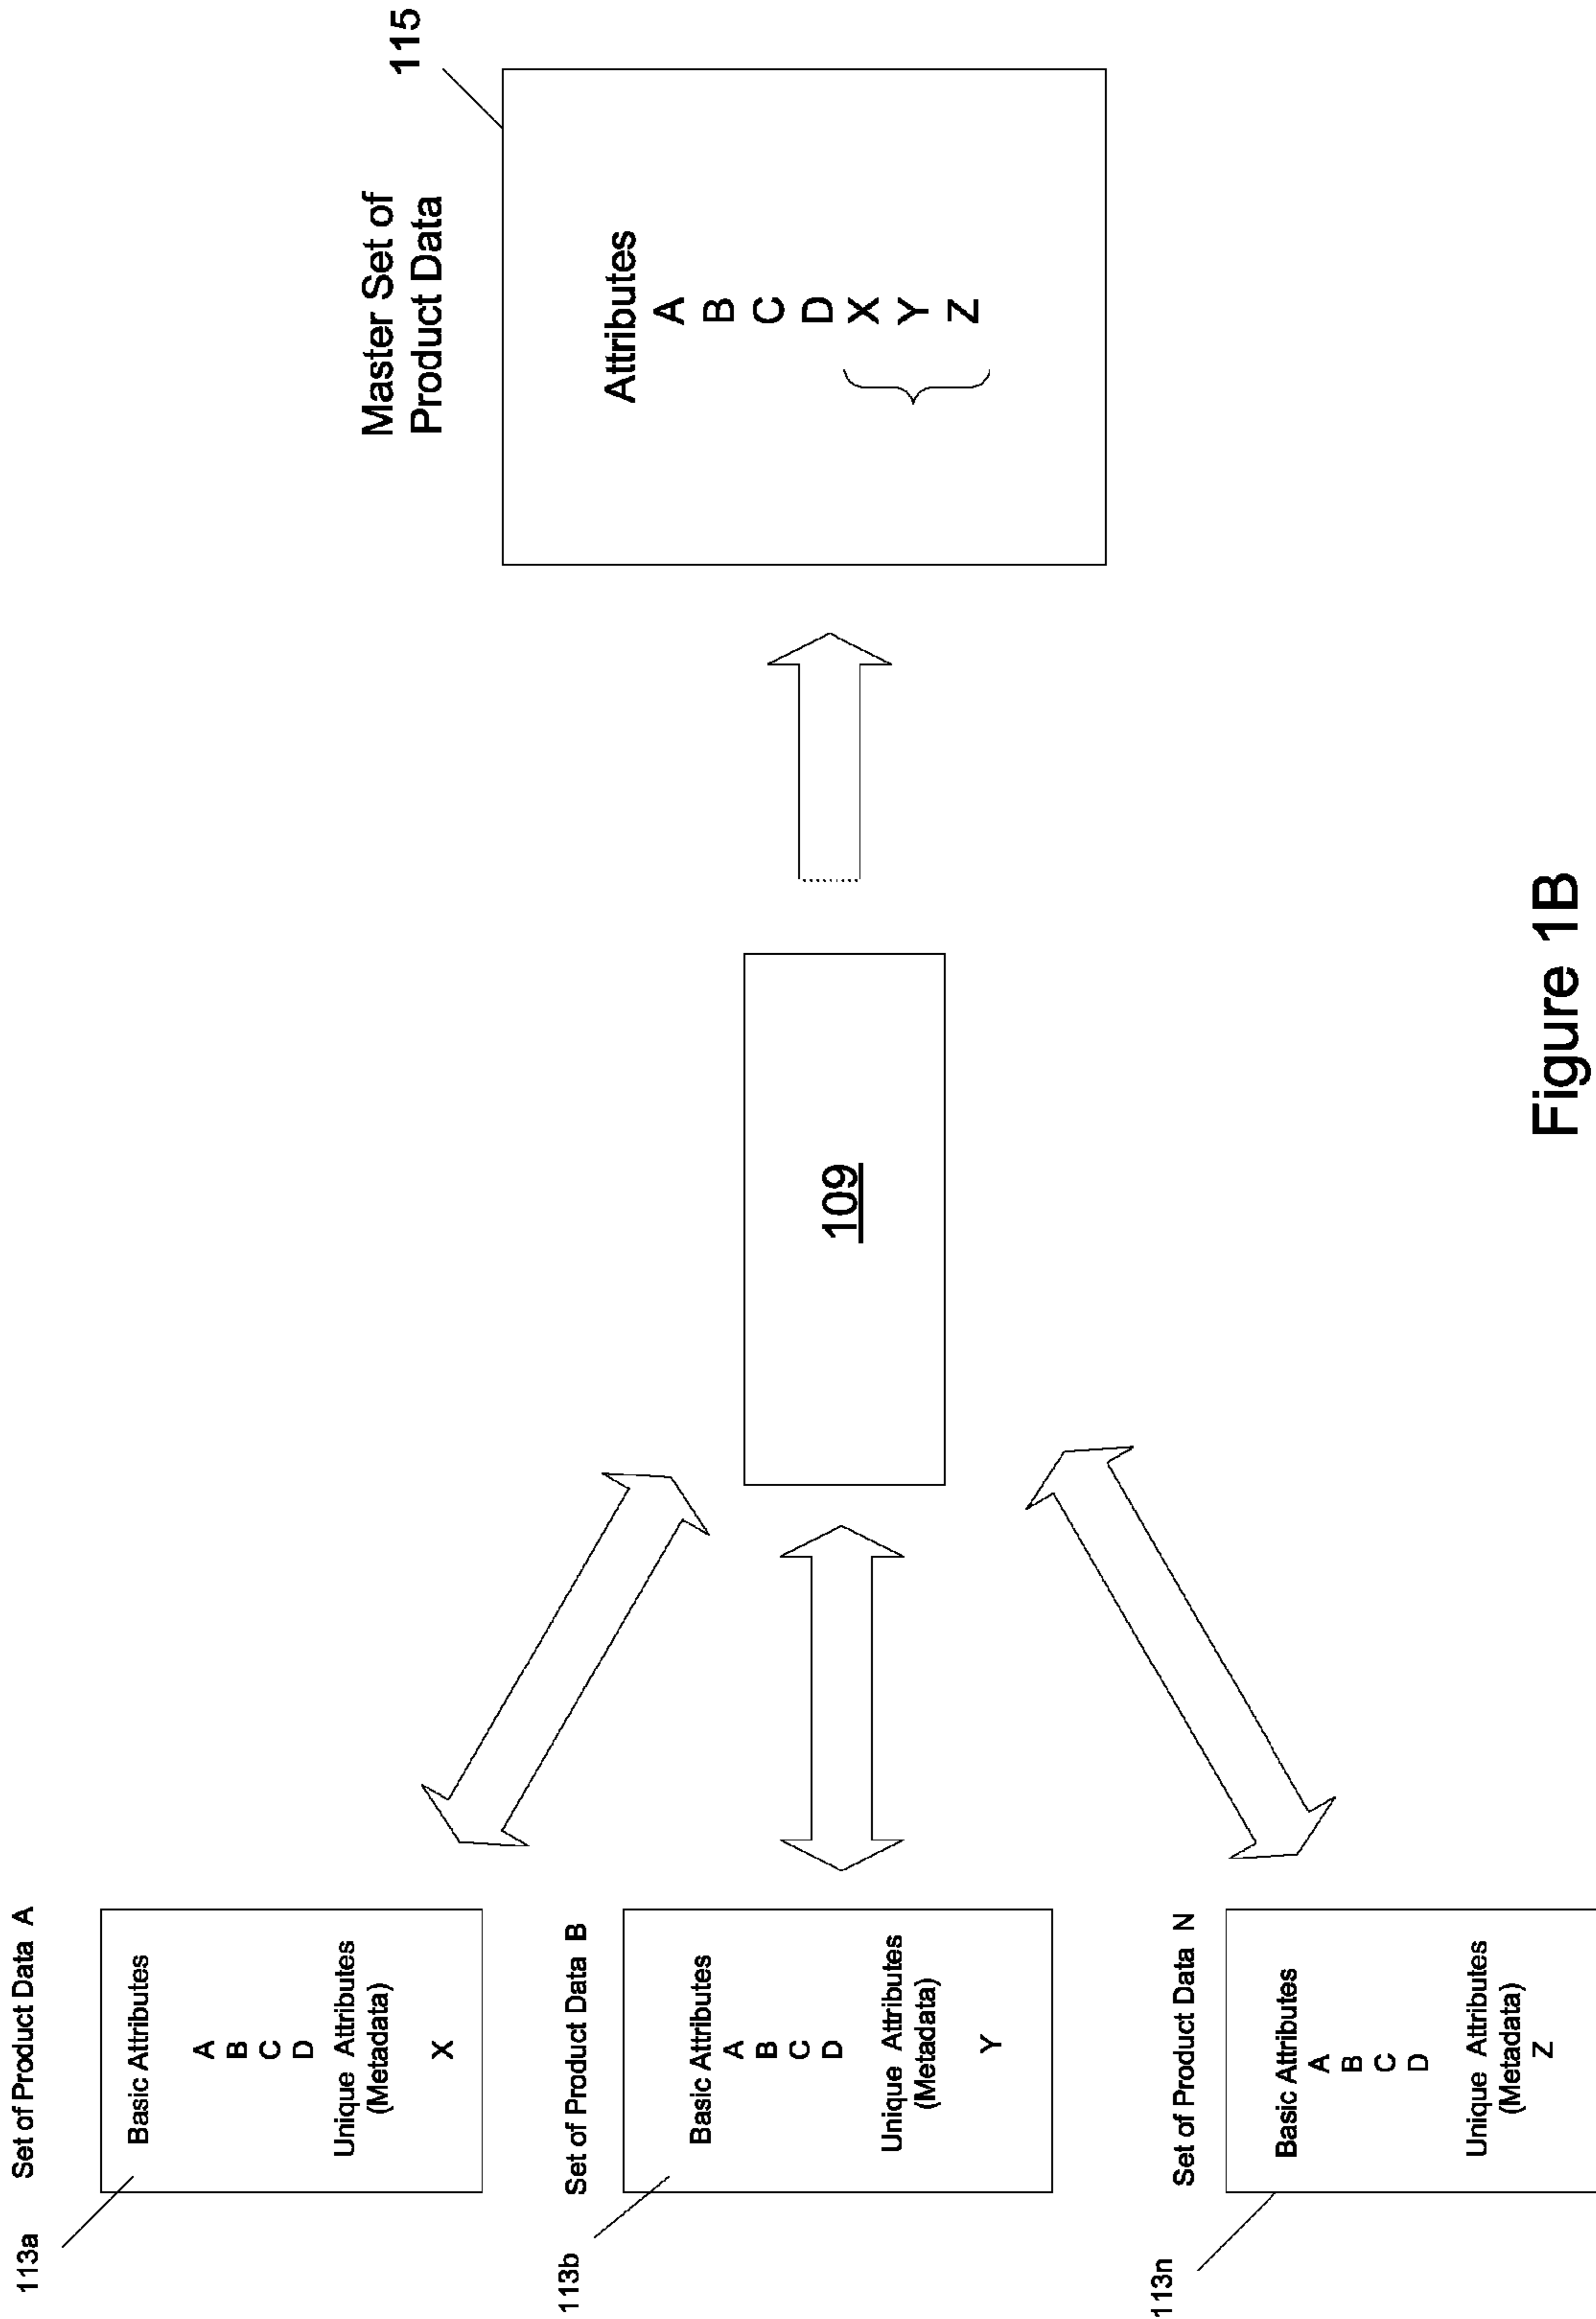 113a
Set of Product Data A
Basic Attributes
A
B
C
D
Unique Attributes
(Metadata)
X
113b
Set of Product Data B
Basic Attributes
A
B
C
D
Unique Attributes
(Metadata)
Y
113n
Set of Product Data N
Basic Attributes
A
B
C
D
Unique Attributes
(Metadata)
Z
109
Master Set of
Product Data
115
Attributes
A
B
C
D
X
Y
Z
Figure 1B